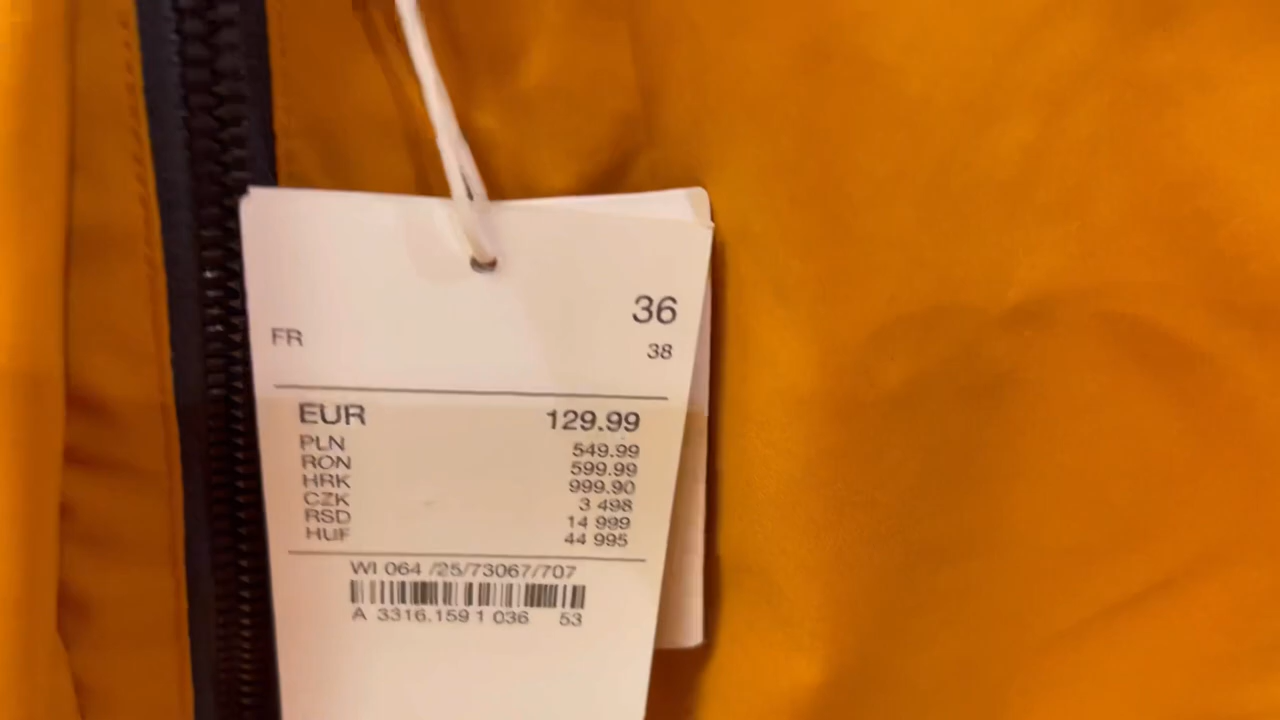 36
FR 38
EUR 129.99
PLN 549.99
RON 599.99
HRK 999.90
CZK 3 498
RSD 14 999
HUF 44 995
WI 064 /25/73067/707
A 3316.159 1 036 53